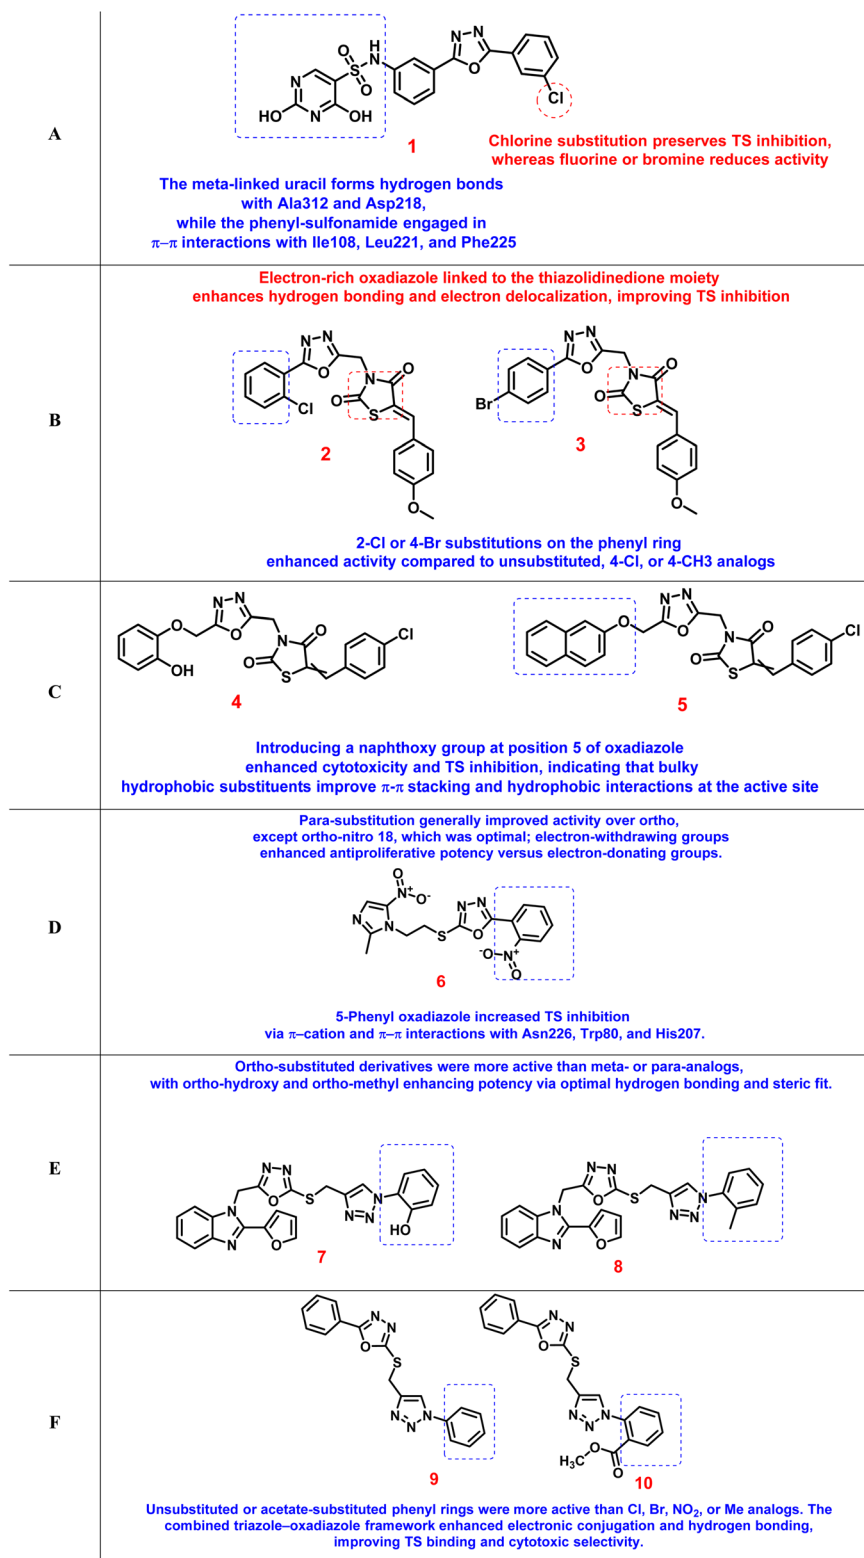 A
N
N
O
Cl
H
N
O
S
O
N
N
HO
OH
1
Chlorine substitution preserves TS inhibition,
whereas fluorine or bromine reduces activity
The meta-linked uracil forms hydrogen bonds
with Ala312 and Asp218,
while the phenyl-sulfonamide engaged in
π–π interactions with Ile108, Leu221, and Phe225
B
Electron-rich oxadiazole linked to the thiazolidinedione moiety
enhances hydrogen bonding and electron delocalization, improving TS inhibition
N N
O
Cl
N
O
O
S
O
2
N N
O
Br
N
O
O
S
O
3
2-Cl or 4-Br substitutions on the phenyl ring
enhanced activity compared to unsubstituted, 4-Cl, or 4-CH3 analogs
C
N N
O
O
OH
N
O
O
S
Cl
4
N N
O
O
N
O
O
S
Cl
5
Introducing a naphthoxy group at position 5 of oxadiazole
enhanced cytotoxicity and TS inhibition, indicating that bulky
hydrophobic substituents improve π-π stacking and hydrophobic interactions at the active site
D
Para-substitution generally improved activity over ortho,
except ortho-nitro 18, which was optimal; electron-withdrawing groups
enhanced antiproliferative potency versus electron-donating groups.
O
N+
O-
N
N
S
N N
O
-O
N+
O
6
5-Phenyl oxadiazole increased TS inhibition
via π–cation and π–π interactions with Asn226, Trp80, and His207.
E
Ortho-substituted derivatives were more active than meta- or para-analogs,
with ortho-hydroxy and ortho-methyl enhancing potency via optimal hydrogen bonding and steric fit.
N N
O
S
N
N
O
N
N
N
HO
7
N N
O
S
N
N
O
N
N
N
8
F
N
N
O
S
N
N
N
9
N
N
O
S
N
N
N
H3C
O
O
10
Unsubstituted or acetate-substituted phenyl rings were more active than Cl, Br, NO2, or Me analogs. The
combined triazole–oxadiazole framework enhanced electronic conjugation and hydrogen bonding,
improving TS binding and cytotoxic selectivity.